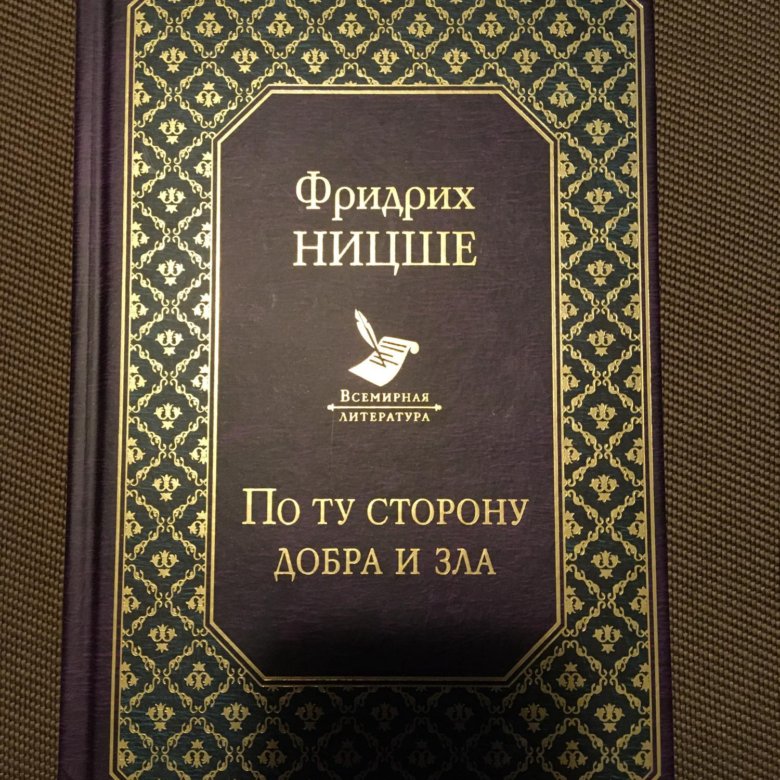 Фридрих
НИЦШЕ
Всемирная
литература
По ту сторону
добра и зла